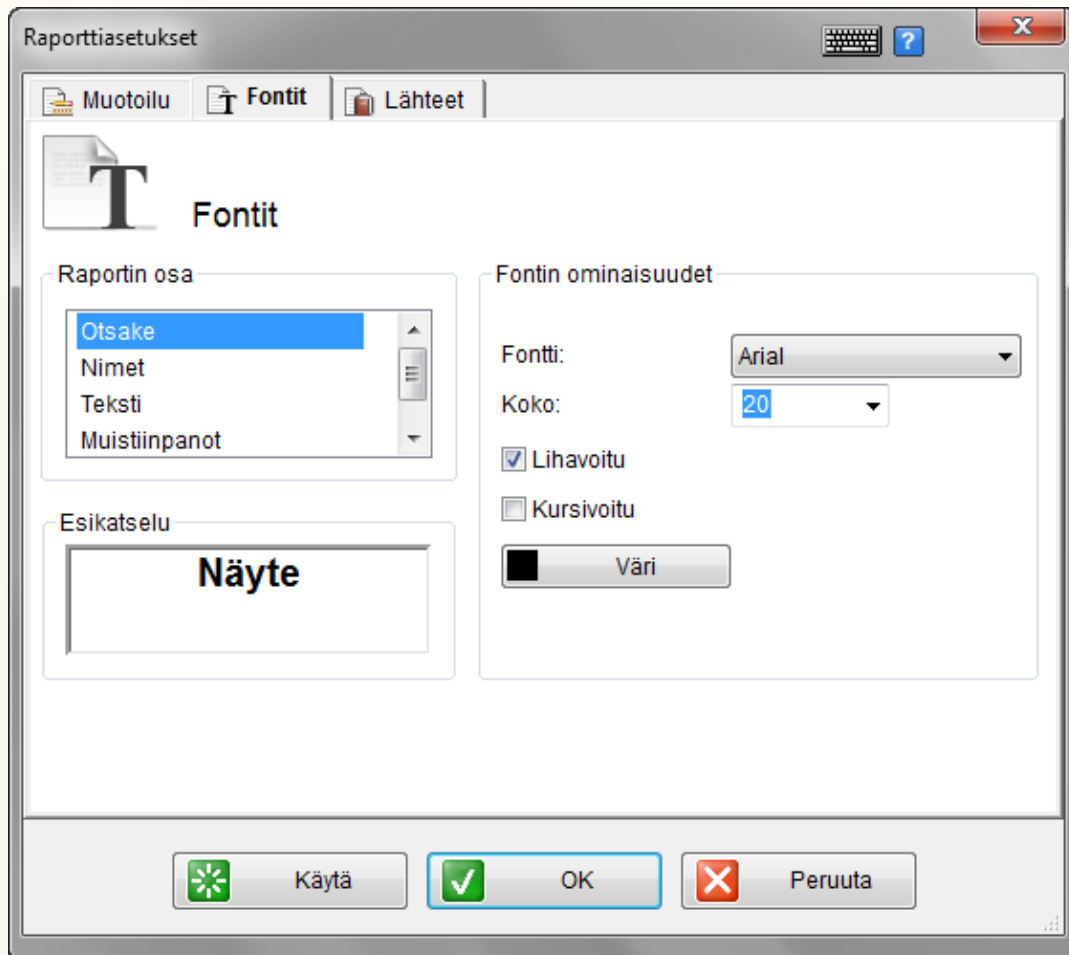 Raporttiasetukset
?
Muotoilu
Fontit
Lähteet
Fontit
Raportin osa
Otsake
Nimet
Teksti
Muistiinpanot
Esikatselu
Näyte
Fontin ominaisuudet
Fontti: Arial
Koko: 20
Lihavoitu
Kursivoitu
Väri
Käytä
OK
Peruuta